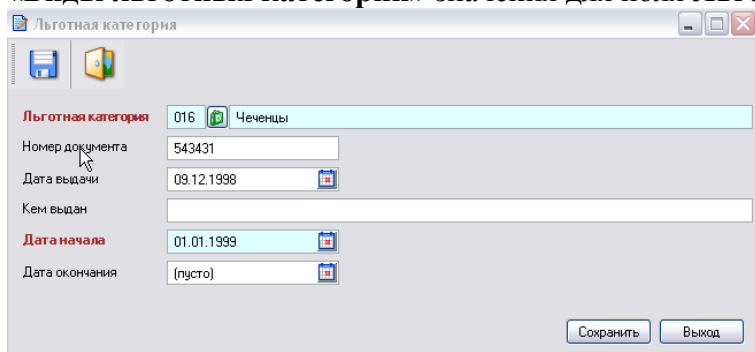 Льготная категория
Льготная категория 016 Чеченцы
Номер документа 543431
Дата выдачи 09.12.1998
Кем выдан
Дата начала 01.01.1999
Дата окончания (пусто)
Сохранить Выход